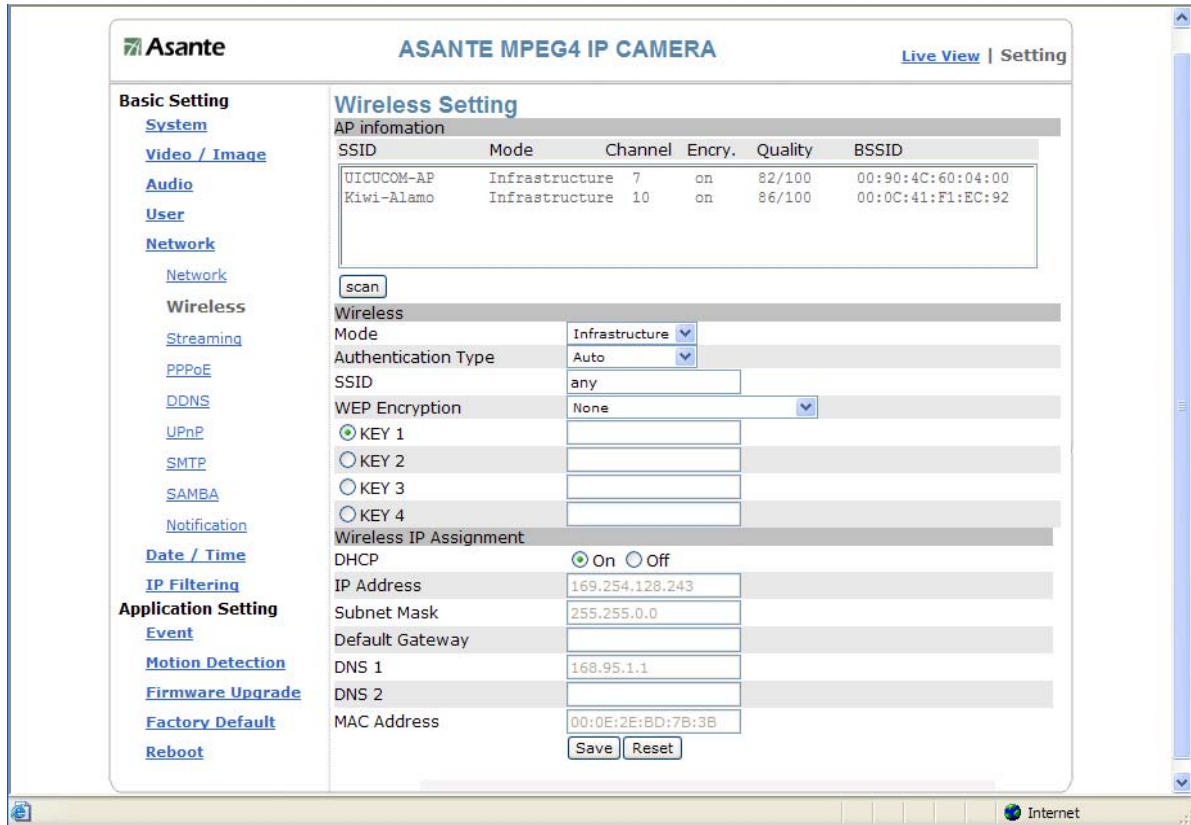 Asante
ASANTE MPEG4 IP CAMERA
Live View | Setting
Basic Setting
System
Video / Image
Audio
User
Network
Network
Wireless
Streaming
PPPoE
DDNS
UPnP
SMTP
SAMBA
Notification
Date / Time
IP Filtering
Application Setting
Event
Motion Detection
Firmware Upgrade
Factory Default
Reboot
Wireless Setting
AP infomation
SSID Mode Channel Encry. Quality BSSID
UICUCOM-AP Infrastructure 7 on 82/100 00:90:4C:60:04:00
Kiwi-Alamo Infrastructure 10 on 86/100 00:0C:41:F1:EC:92
scan
Wireless
Mode Infrastructure
Authentication Type Auto
SSID any
WEP Encryption None
KEY 1
KEY 2
KEY 3
KEY 4
Wireless IP Assignment
DHCP On Off
IP Address 169.254.128.243
Subnet Mask 255.255.0.0
Default Gateway
DNS 1 168.95.1.1
DNS 2
MAC Address 00:0E:2E:BD:7B:3B
Save Reset
Internet